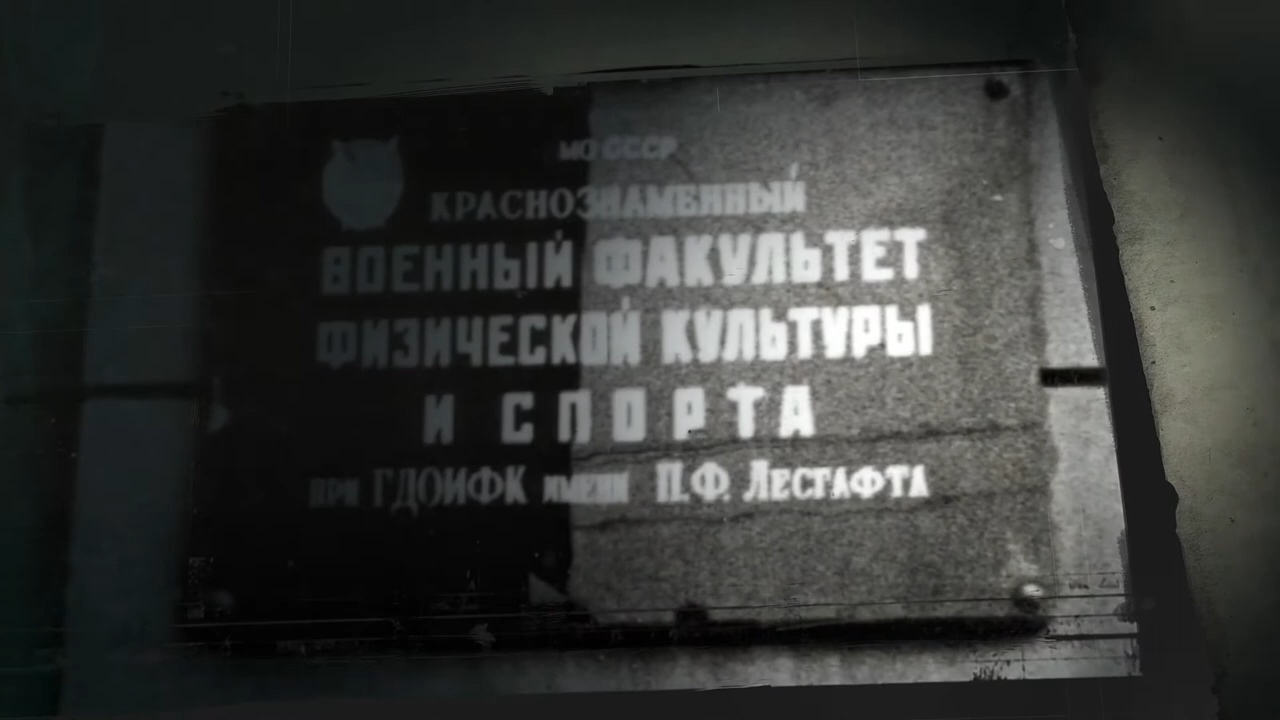 МО СССР
КРАСНОЗНАМЕННЫЙ
ВОЕННЫЙ ФАКУЛЬТЕТ
ФИЗИЧЕСКОЙ КУЛЬТУРЫ
И СПОРТА
ПРИ ГДОИФК ИМЕНИ П.Ф. ЛЕСГАФТА